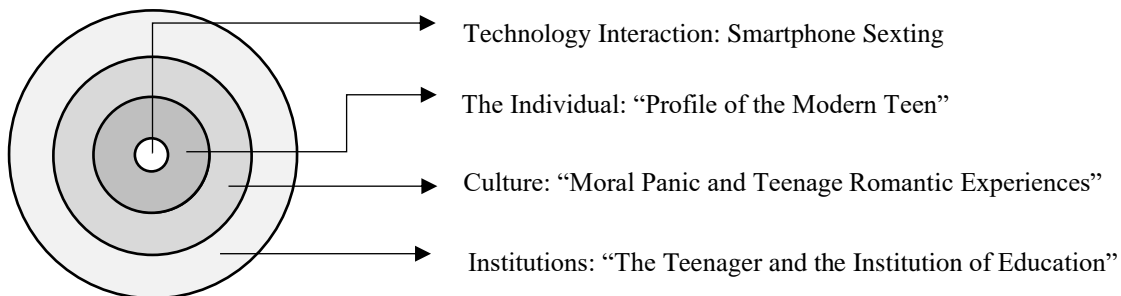 Technology Interaction: Smartphone Sexting
The Individual: “Profile of the Modern Teen”
Culture: “Moral Panic and Teenage Romantic Experiences”
Institutions: “The Teenager and the Institution of Education”